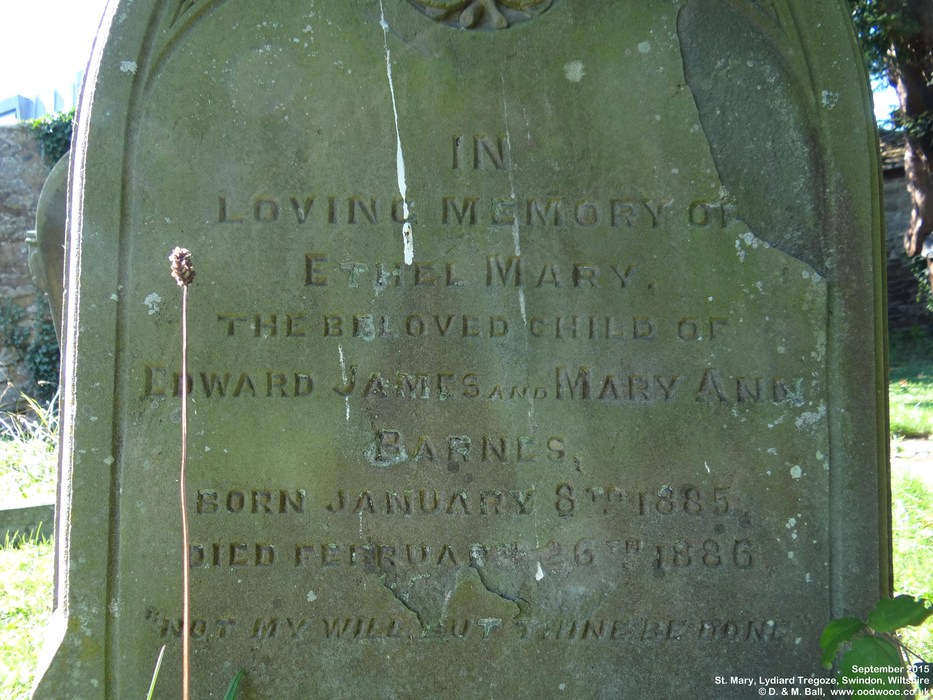 IN
LOVING MEMORY OF
ETHEL MARY,
THE BELOVED CHILD OF
EDWARD JAMES AND MARY ANN
BARNES,
BORN JANUARY 8TH 1885,
DIED FEBRUARY 26TH 1886
"NOT MY WILL, BUT THINE BE DONE"
September 2015
St. Mary, Lydiard Tregoze, Swindon, Wiltshire
© D. & M. Ball, www.oodwooc.co.uk